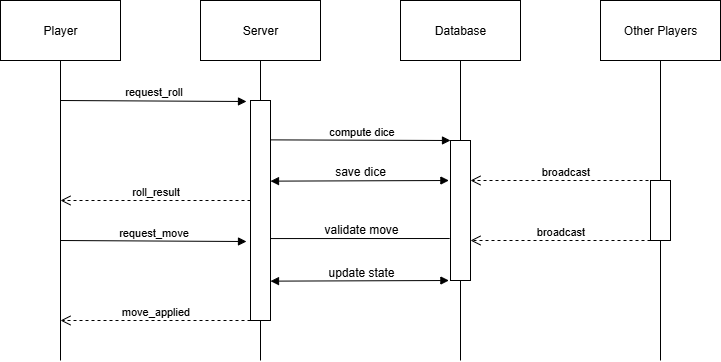 Player
Server
Database
Other Players
request_roll
compute dice
save dice
broadcast
roll_result
request_move
validate move
broadcast
update state
move_applied